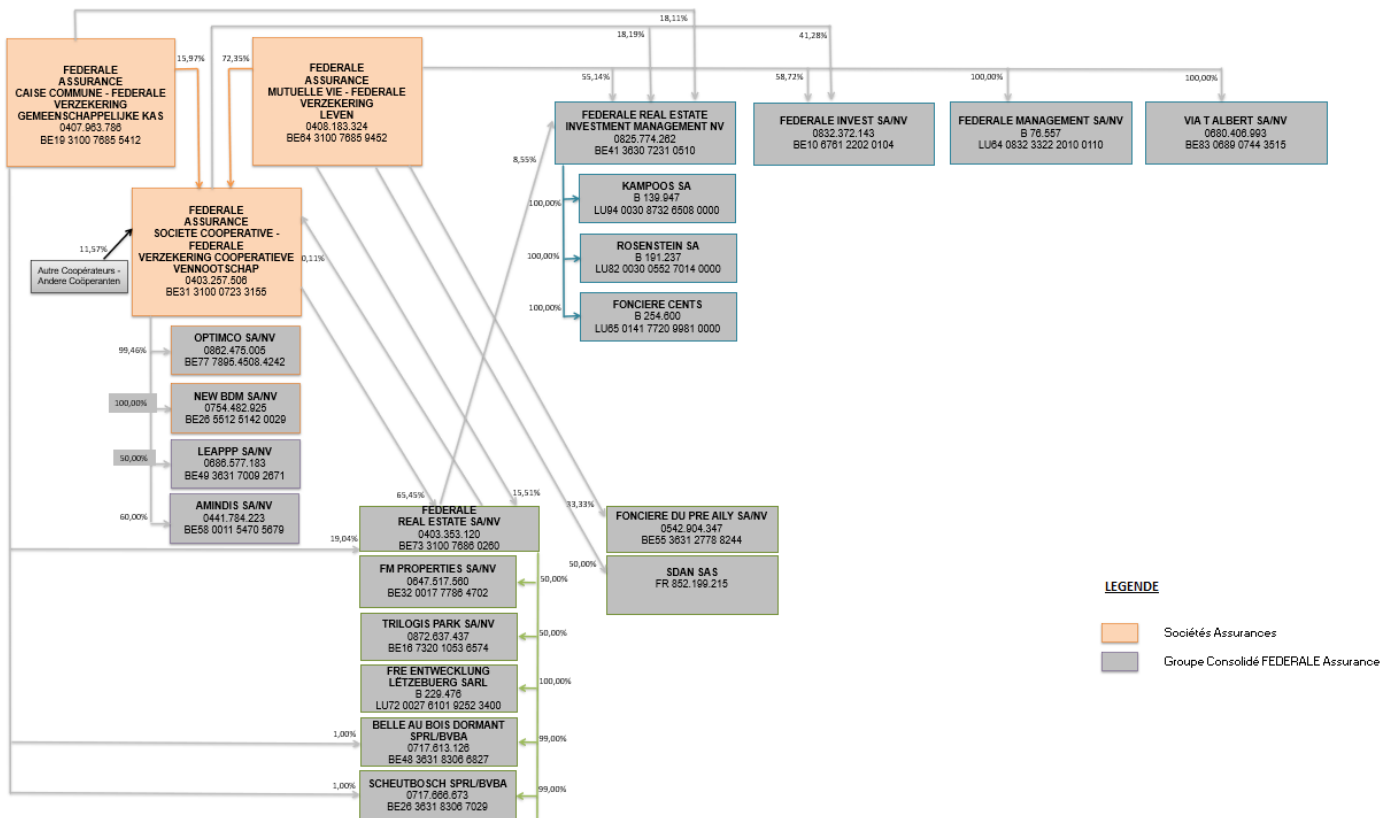 18,11%
18,19%
41,28%
15,97%
72,35%
55,14%
58,72%
100,00%
100,00%
FEDERALE
ASSURANCE
CAISE COMMUNE - FEDERALE
VERZEKERING
GEMEENSCHAPPELIJKE KAS
0407.963.786
BE19 3100 7685 5412
FEDERALE
ASSURANCE
MUTUELLE VIE - FEDERALE
VERZEKERING
LEVEN
0408.183.324
BE64 3100 7685 9452
FEDERALE REAL ESTATE
INVESTMENT MANAGEMENT NV
0825.774.262
BE41 3630 7231 0510
FEDERALE INVEST SA/NV
0832.372.143
BE10 6761 2202 0104
FEDERALE MANAGEMENT SA/NV
B 76.557
LU64 0832 3322 2010 0110
VIA T ALBERT SA/NV
0680.406.993
BE83 0689 0744 3515
8,55%
100,00%
KAMPOOS SA
B 139.947
LU94 0030 8732 6508 0000
100,00%
ROSENSTEIN SA
B 191.237
LU82 0030 0552 7014 0000
100,00%
FONCIERE CENTS
B 254.600
LU65 0141 7720 9981 0000
FEDERALE
ASSURANCE
SOCIETE COOPERATIVE -
FEDERALE
VERZEKERING COOPERATIEVE
VENNOOTSCHAP
0403.257.506
BE31 3100 0723 3155
11,57%
0,11%
Autre Coopérateurs -
Andere Coöperanten
99,46%
OPTIMCO SA/NV
0862.475.005
BE77 7895.4508.4242
100,00%
NEW BDM SA/NV
0754.482.925
BE26 5512 5142 0029
50,00%
LEAPPP SA/NV
0686.577.183
BE49 3631 7009 2671
60,00%
AMINDIS SA/NV
0441.784.223
BE58 0011 5470 5679
65,45%
15,51%
33,33%
19,04%
FEDERALE
REAL ESTATE SA/NV
0403.353.120
BE73 3100 7686 0260
FONCIERE DU PRE AILY SA/NV
0542.904.347
BE55 3631 2778 8244
50,00%
SDAN SAS
FR 852.199.215
FM PROPERTIES SA/NV
0647.517.560
BE32 0017 7786 4702
50,00%
TRILOGIS PARK SA/NV
0872.637.437
BE16 7320 1053 6574
50,00%
FRE ENTWECKLUNG
LËTZEBUERG SARL
B 229.476
LU72 0027 6101 9252 3400
100,00%
1,00%
BELLE AU BOIS DORMANT
SPRL/BVBA
0717.613.126
BE48 3631 8306 6827
99,00%
1,00%
SCHEUTBOSCH SPRL/BVBA
0717.666.673
BE26 3631 8306 7029
99,00%
LEGENDE
Sociétés Assurances
Groupe Consolidé FEDERALE Assurance